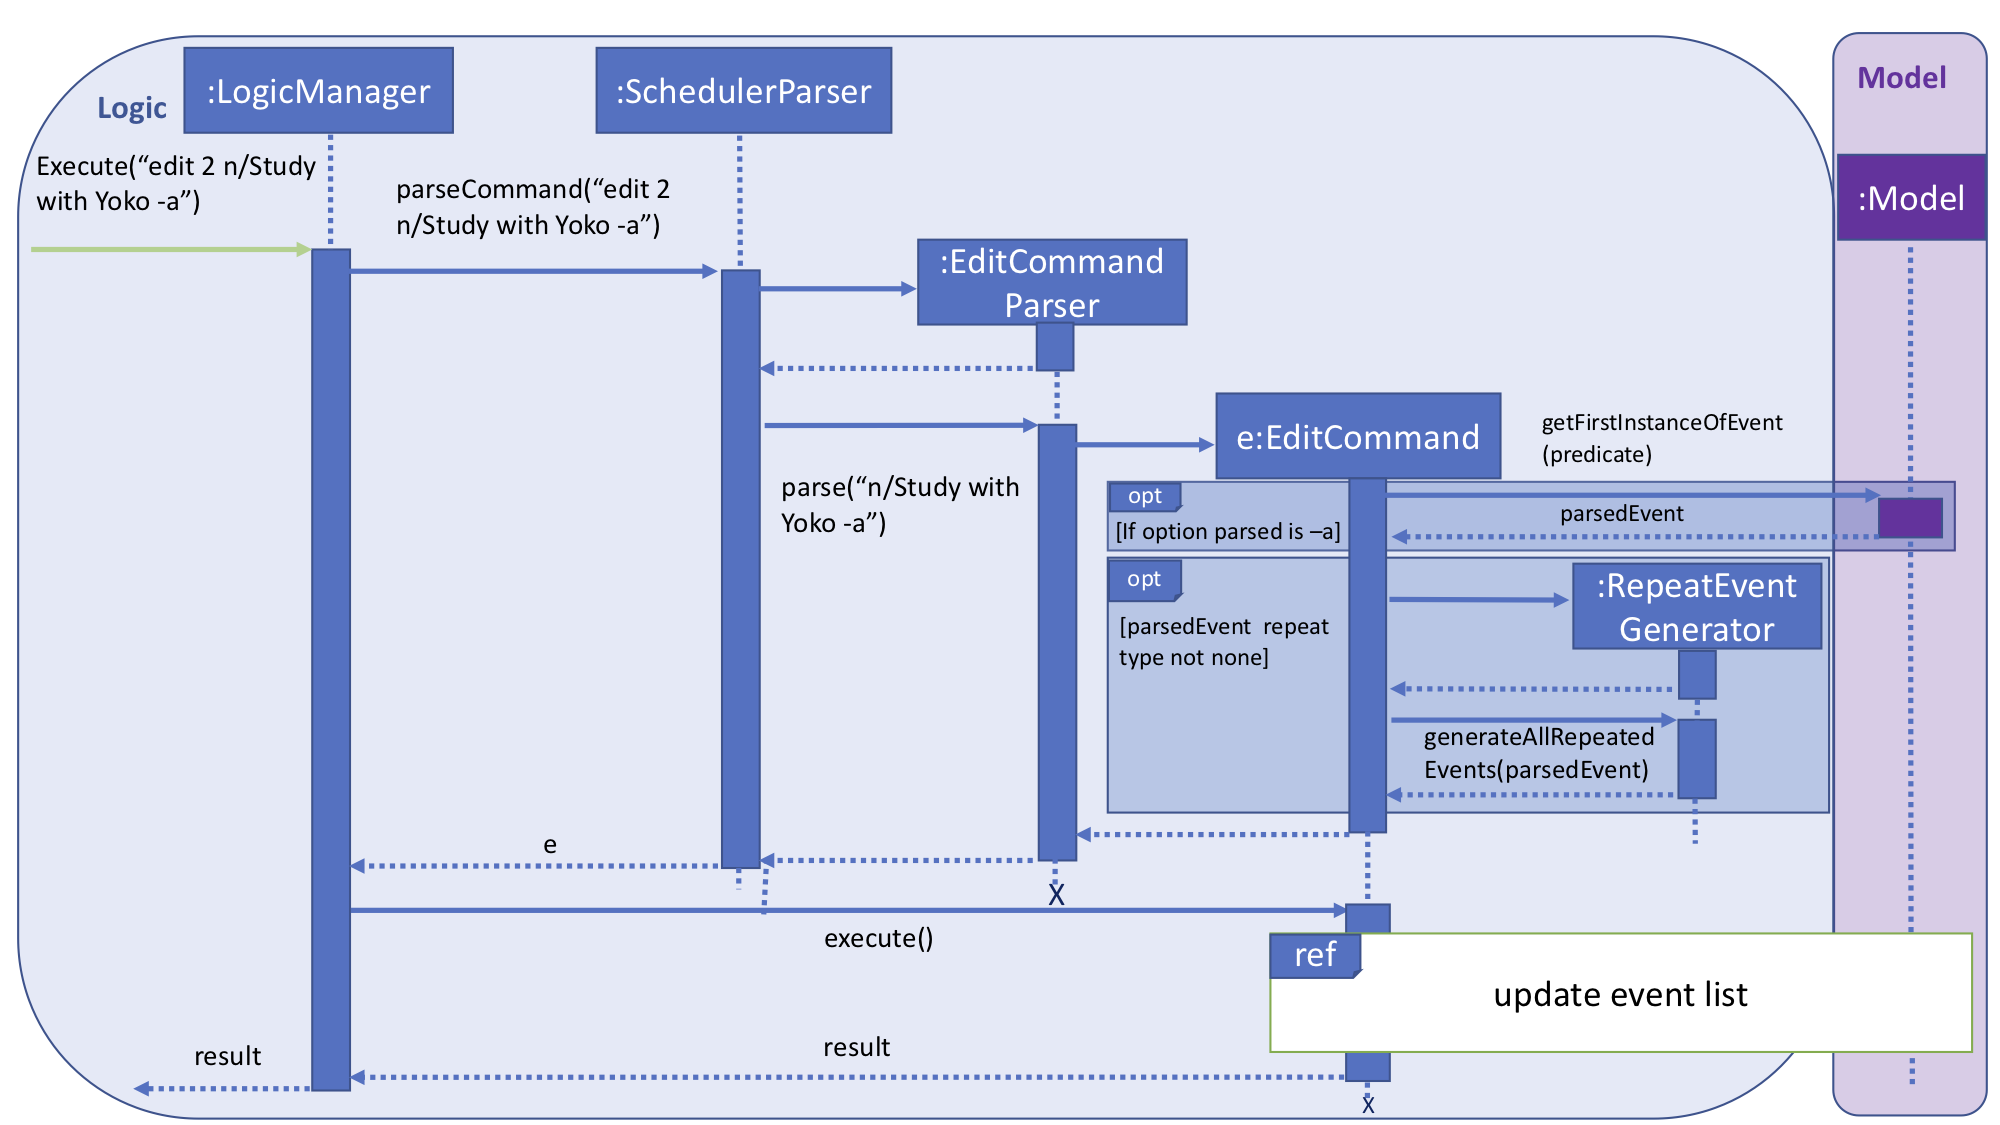 Logic
:LogicManager
:SchedulerParser
Model
:Model
Execute(“edit 2 n/Study
with Yoko -a”)
parseCommand(“edit 2
n/Study with Yoko -a”)
:EditCommand
Parser
e:EditCommand
getFirstInstanceOfEvent
(predicate)
parse(“n/Study with
Yoko -a”)
opt
[If option parsed is –a]
parsedEvent
opt
[parsedEvent  repeat
type not none]
:RepeatEvent
Generator
generateAllRepeated
Events(parsedEvent)
e
X
execute()
ref
update event list
result
result
X